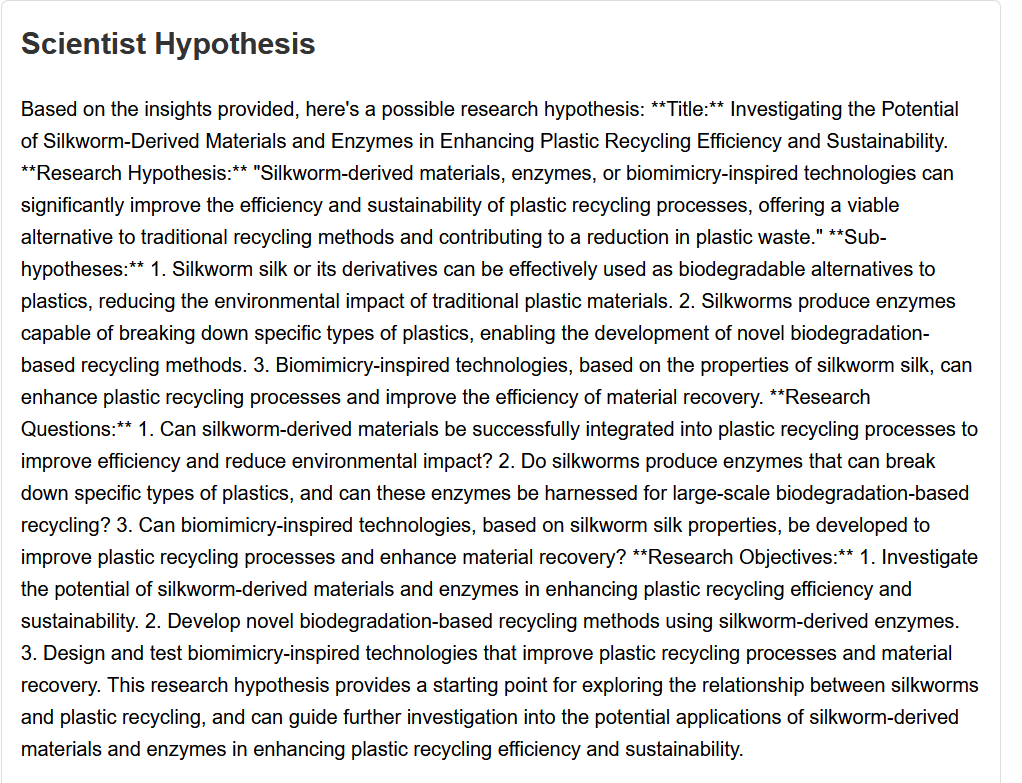 Scientist Hypothesis
Based on the insights provided, here's a possible research hypothesis: **Title:** Investigating the Potential
of Silkworm-Derived Materials and Enzymes in Enhancing Plastic Recycling Efficiency and Sustainability.
**Research Hypothesis:** "Silkworm-derived materials, enzymes, or biomimicry-inspired technologies can
significantly improve the efficiency and sustainability of plastic recycling processes, offering a viable
alternative to traditional recycling methods and contributing to a reduction in plastic waste." **Sub-
hypotheses:** 1. Silkworm silk or its derivatives can be effectively used as biodegradable alternatives to
plastics, reducing the environmental impact of traditional plastic materials. 2. Silkworms produce enzymes
capable of breaking down specific types of plastics, enabling the development of novel biodegradation-
based recycling methods. 3. Biomimicry-inspired technologies, based on the properties of silkworm silk, can
enhance plastic recycling processes and improve the efficiency of material recovery. **Research
Questions:** 1. Can silkworm-derived materials be successfully integrated into plastic recycling processes to
improve efficiency and reduce environmental impact? 2. Do silkworms produce enzymes that can break
down specific types of plastics, and can these enzymes be harnessed for large-scale biodegradation-based
recycling? 3. Can biomimicry-inspired technologies, based on silkworm silk properties, be developed to
improve plastic recycling processes and enhance material recovery? **Research Objectives:** 1. Investigate
the potential of silkworm-derived materials and enzymes in enhancing plastic recycling efficiency and
sustainability. 2. Develop novel biodegradation-based recycling methods using silkworm-derived enzymes.
3. Design and test biomimicry-inspired technologies that improve plastic recycling processes and material
recovery. This research hypothesis provides a starting point for exploring the relationship between silkworms
and plastic recycling, and can guide further investigation into the potential applications of silkworm-derived
materials and enzymes in enhancing plastic recycling efficiency and sustainability.